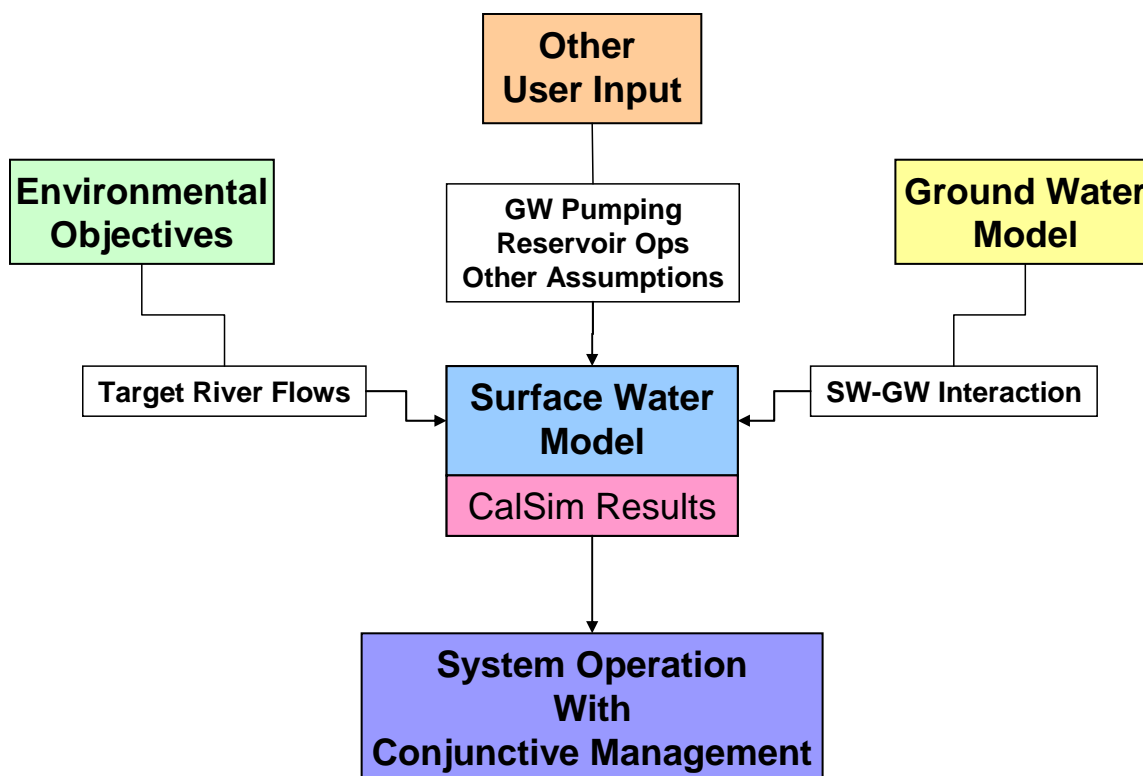 Other
User Input
Environmental
Objectives
GW Pumping
Reservoir Ops
Other Assumptions
Ground Water
Model
Target River Flows
Surface Water
Model
SW-GW Interaction
CalSim Results
System Operation
With
Conjunctive Management